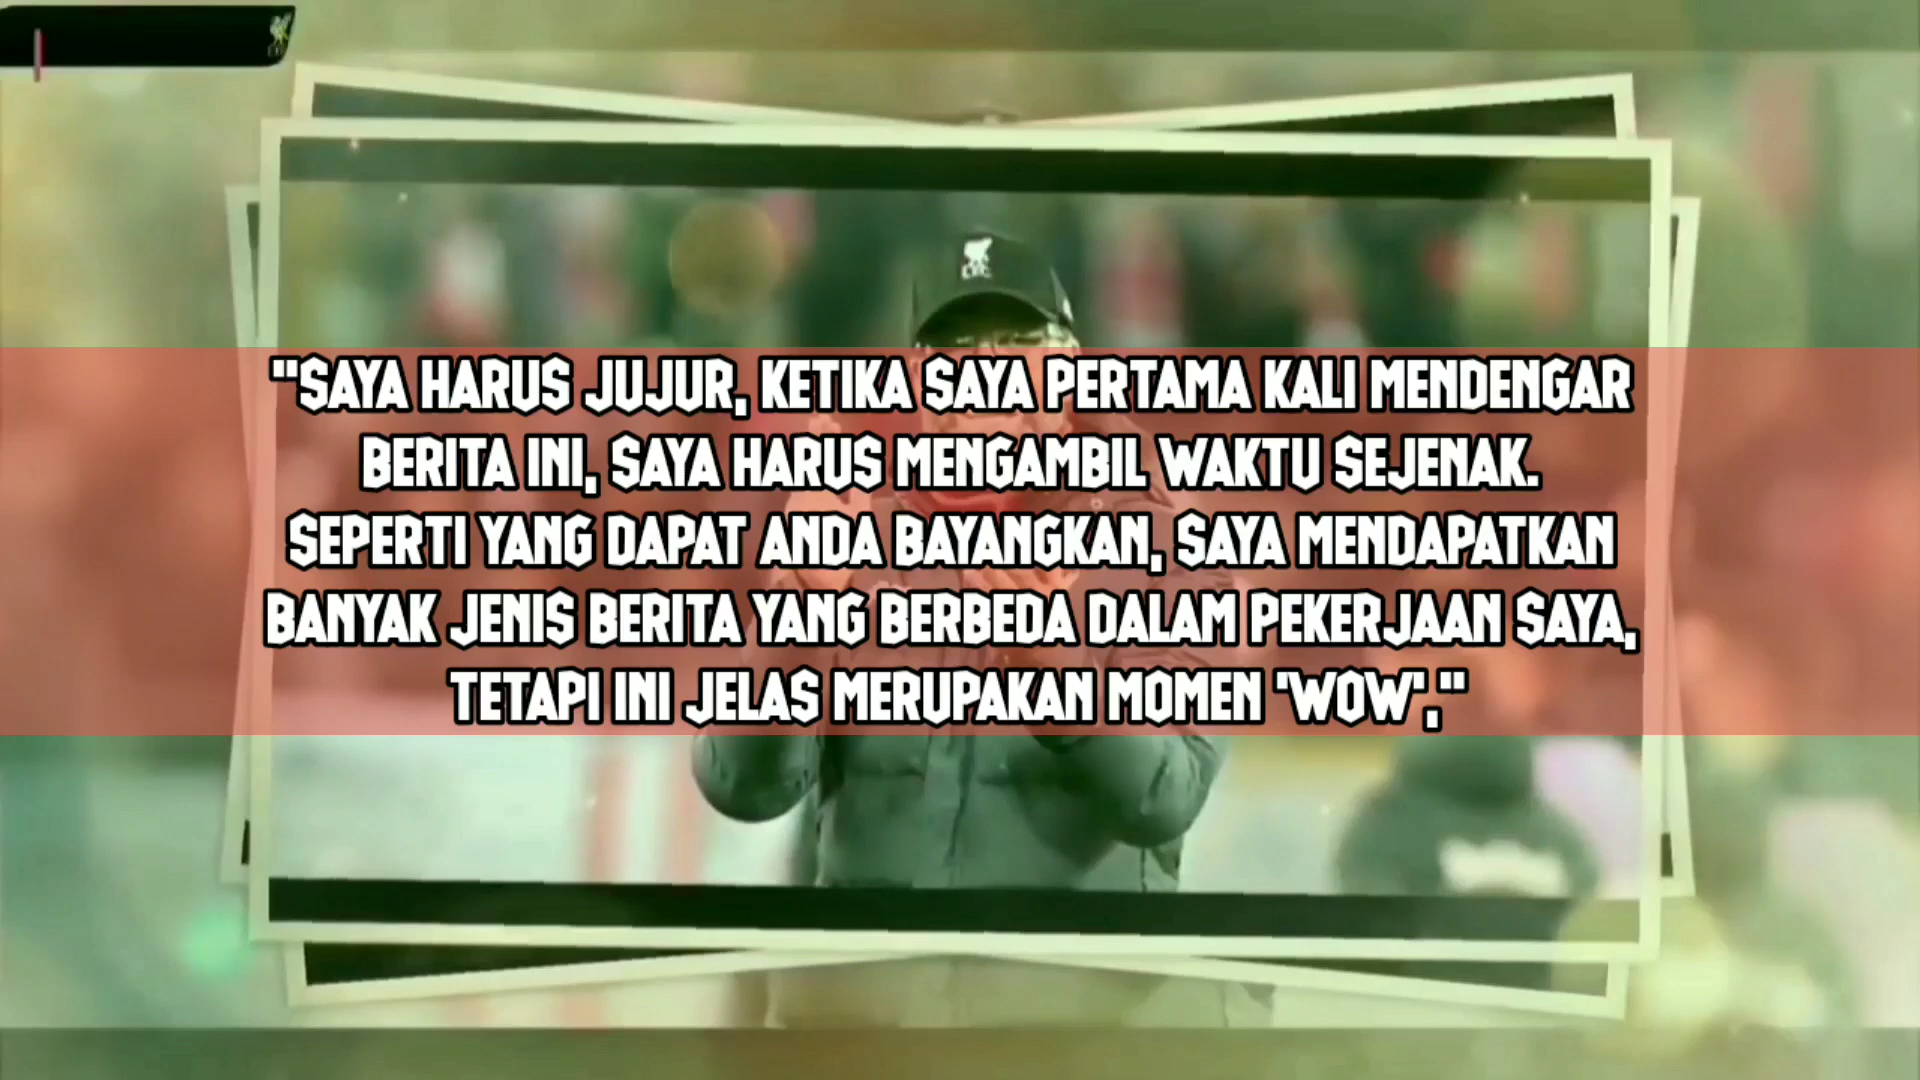 "SAYA HARUS JUJUR, KETIKA SAYA PERTAMA KALI MENDENGAR
BERITA INI, SAYA HARUS MENGAMBIL WAKTU SEJENAK.
SEPERTI YANG DAPAT ANDA BAYANGKAN, SAYA MENDAPATKAN
BANYAK JENIS BERITA YANG BERBEDA DALAM PEKERJAAN SAYA,
TETAPI INI JELAS MERUPAKAN MOMEN 'WOW',"